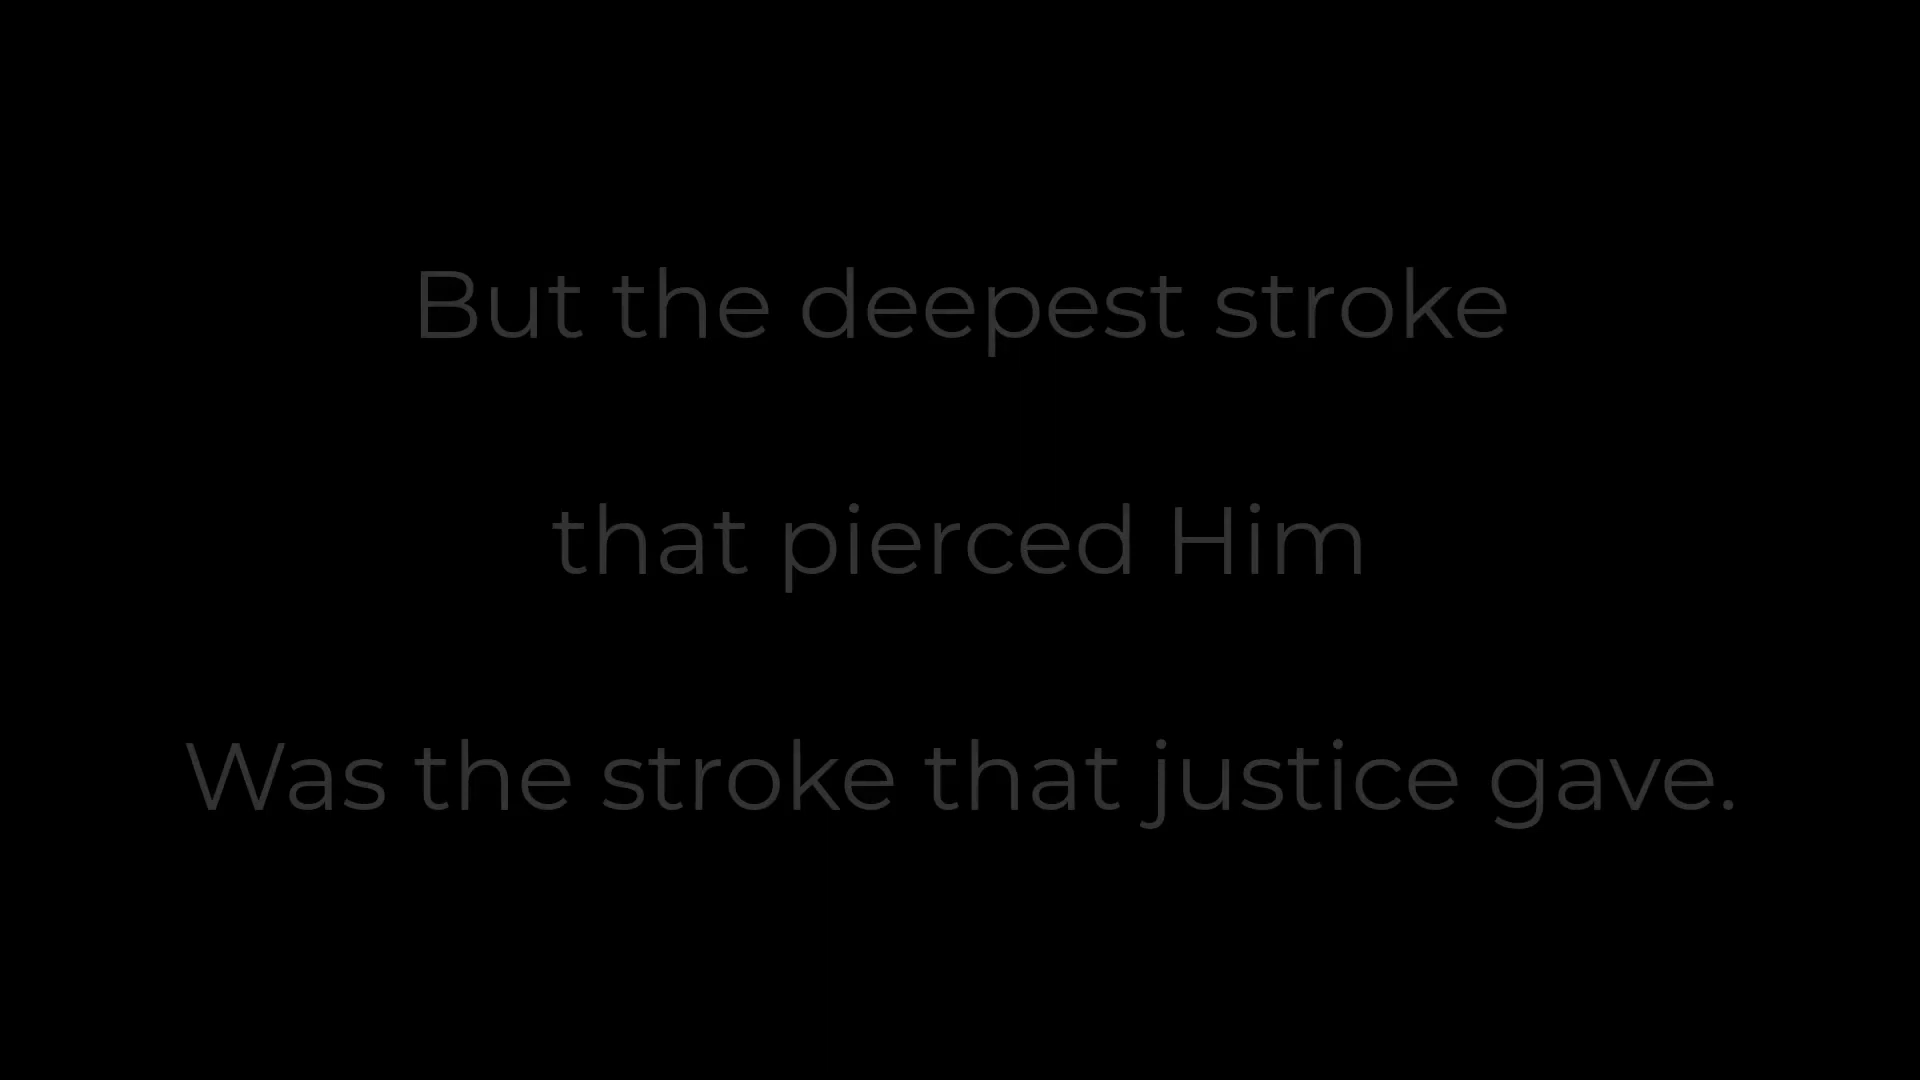 But the deepest stroke
that pierced Him
Was the stroke that justice gave.